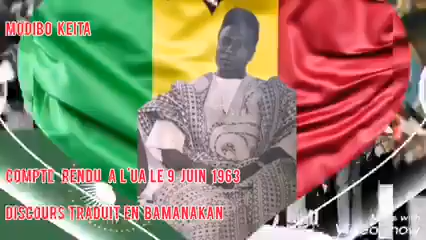 MODIBO KEITA
COMPTE RENDU A L'UA LE 9 JUIN 1963
DISCOURS TRADUIT EN BAMANAKAN